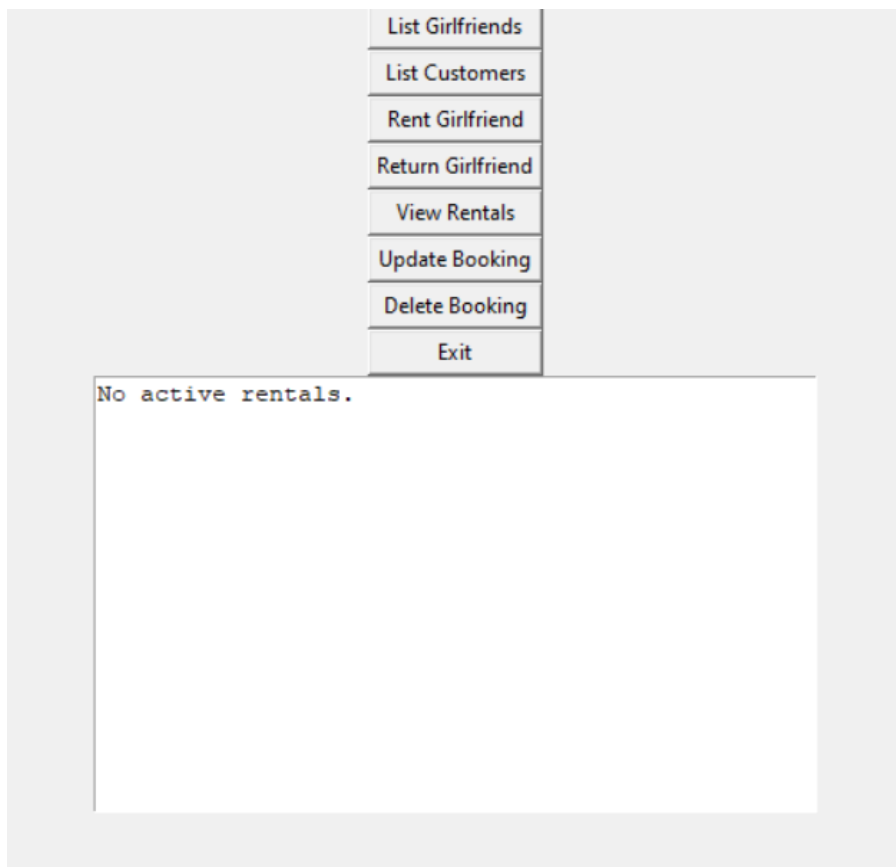 List Girlfriends
List Customers
Rent Girlfriend
Return Girlfriend
View Rentals
Update Booking
Delete Booking
Exit
No active rentals.